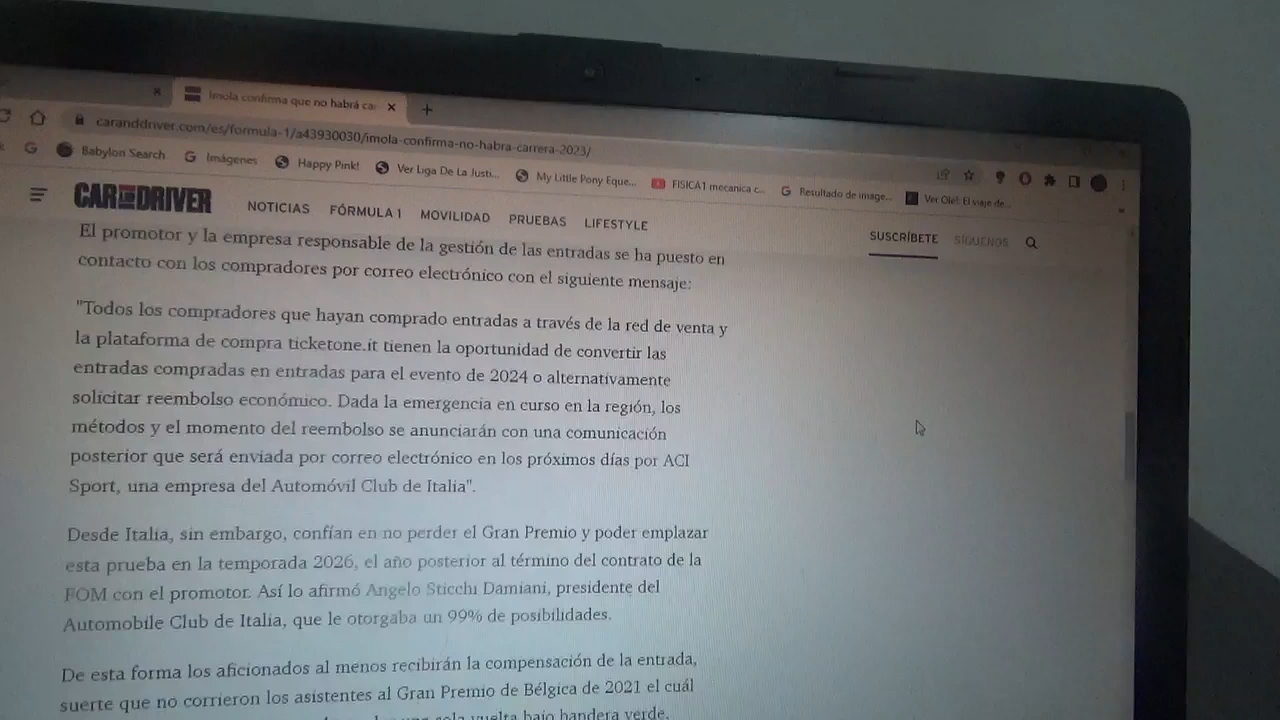 Imola confirma que no habrá ca
caranddriver.com/es/formula-1/a43930030/imola-confirma-no-habra-carrera-2023/
Babylon Search Imágenes Happy Pink! Ver Liga De La Justi... My Little Pony Eque... FISICA1 mecanica c... Resultado de image... Ver Olé!: El viaje de...
CAR AND DRIVER NOTICIAS FÓRMULA 1 MOVILIDAD PRUEBAS LIFESTYLE SUSCRÍBETE SÍGUENOS
El promotor y la empresa responsable de la gestión de las entradas se ha puesto en
contacto con los compradores por correo electrónico con el siguiente mensaje:
"Todos los compradores que hayan comprado entradas a través de la red de venta y
la plataforma de compra ticketone.it tienen la oportunidad de convertir las
entradas compradas en entradas para el evento de 2024 o alternativamente
solicitar reembolso económico. Dada la emergencia en curso en la región, los
métodos y el momento del reembolso se anunciarán con una comunicación
posterior que será enviada por correo electrónico en los próximos días por ACI
Sport, una empresa del Automóvil Club de Italia".
Desde Italia, sin embargo, confían en no perder el Gran Premio y poder emplazar
esta prueba en la temporada 2026, el año posterior al término del contrato de la
FOM con el promotor. Así lo afirmó Angelo Sticchi Damiani, presidente del
Automobile Club de Italia, que le otorgaba un 99% de posibilidades.
De esta forma los aficionados al menos recibirán la compensación de la entrada,
suerte que no corrieron los asistentes al Gran Premio de Bélgica de 2021 el cuál
sola vuelta bajo bandera verde.